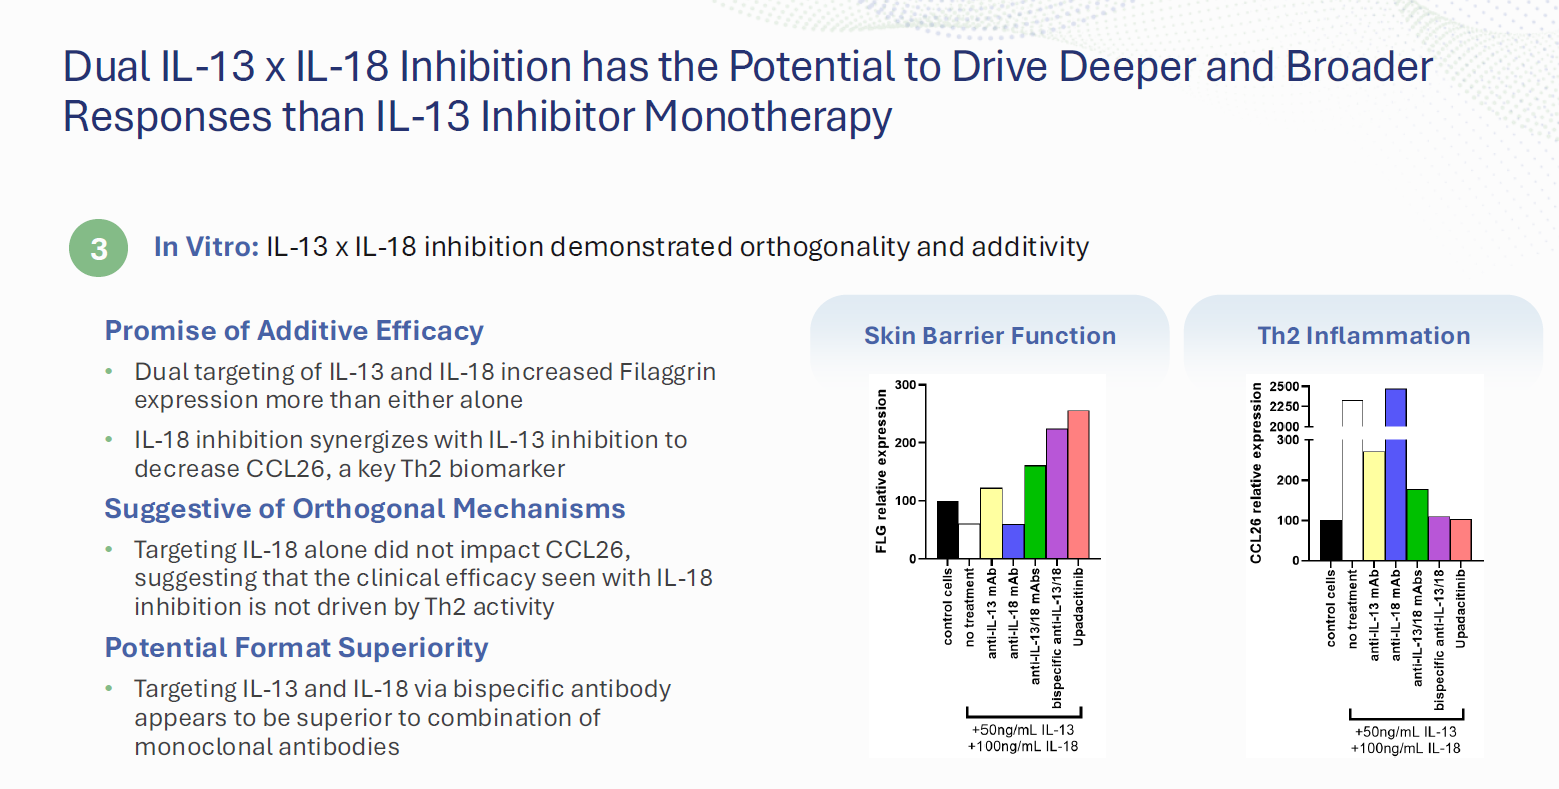 Dual IL-13 x IL-18 Inhibition has the Potential to Drive Deeper and Broader
Responses than IL-13 Inhibitor Monotherapy
3
In Vitro: IL-13 x IL-18 inhibition demonstrated orthogonality and additivity
Promise of Additive Efficacy
• Dual targeting of IL-13 and IL-18 increased Filaggrin
expression more than either alone
• IL-18 inhibition synergizes with IL-13 inhibition to
decrease CCL26, a key Th2 biomarker
Suggestive of Orthogonal Mechanisms
• Targeting IL-18 alone did not impact CCL26,
suggesting that the clinical efficacy seen with IL-18
inhibition is not driven by Th2 activity
Potential Format Superiority
• Targeting IL-13 and IL-18 via bispecific antibody
appears to be superior to combination of
monoclonal antibodies
Skin Barrier Function
FLG relative expression
300
200
100
0
control cells
no treatment
anti-IL-13 mAb
anti-IL-18 mAb
anti-IL-13/18 mAbs
bispecific anti-IL-13/18
Upadacitinib
+50ng/mL IL-13
+100ng/mL IL-18
Th2 Inflammation
CCL26 relative expression
2500
2250
2000
300
200
100
0
control cells
no treatment
anti-IL-13 mAb
anti-IL-18 mAb
anti-IL-13/18 mAbs
bispecific anti-IL-13/18
Upadacitinib
+50ng/mL IL-13
+100ng/mL IL-18